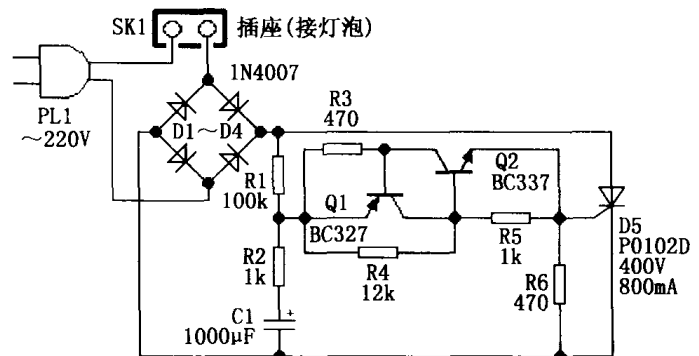 SK1
插座(接灯泡)
1N4007
PL1
～220V
D1～D4
R3
470
R1
100k
Q1
BC327
Q2
BC337
R2
1k
R4
12k
R5
1k
D5
P0102D
400V
800mA
R6
470
C1
1000μF
+